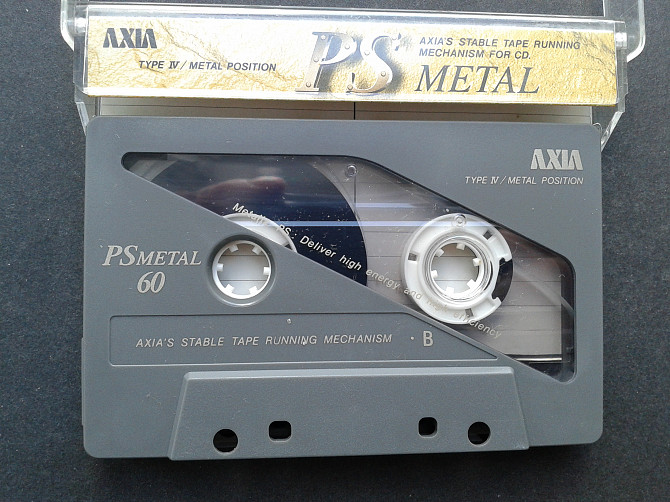 AXIA
TYPE IV / METAL POSITION
PS METAL
AXIA'S STABLE TAPE RUNNING
MECHANISM FOR CD.
AXIA
TYPE IV / METAL POSITION
Deliver high energy and
PSMETAL
60
AXIA'S STABLE TAPE RUNNING MECHANISM
B